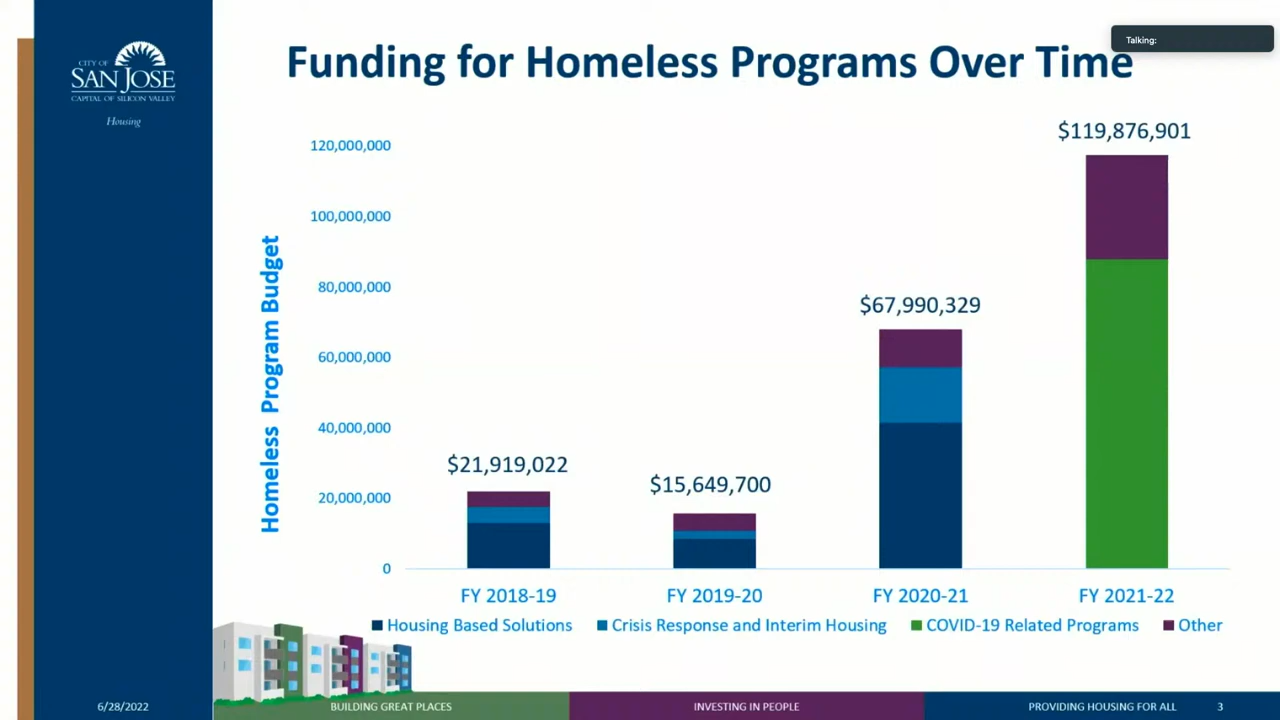 CITY OF
SAN JOSE
CAPITAL OF SILICON VALLEY
Housing
Funding for Homeless Programs Over Time
Talking:
Homeless Program Budget
120,000,000
100,000,000
80,000,000
60,000,000
40,000,000
20,000,000
0
$21,919,022
$15,649,700
$67,990,329
$119,876,901
FY 2018-19
FY 2019-20
FY 2020-21
FY 2021-22
Housing Based Solutions
Crisis Response and Interim Housing
COVID-19 Related Programs
Other
6/28/2022
BUILDING GREAT PLACES
INVESTING IN PEOPLE
PROVIDING HOUSING FOR ALL
3